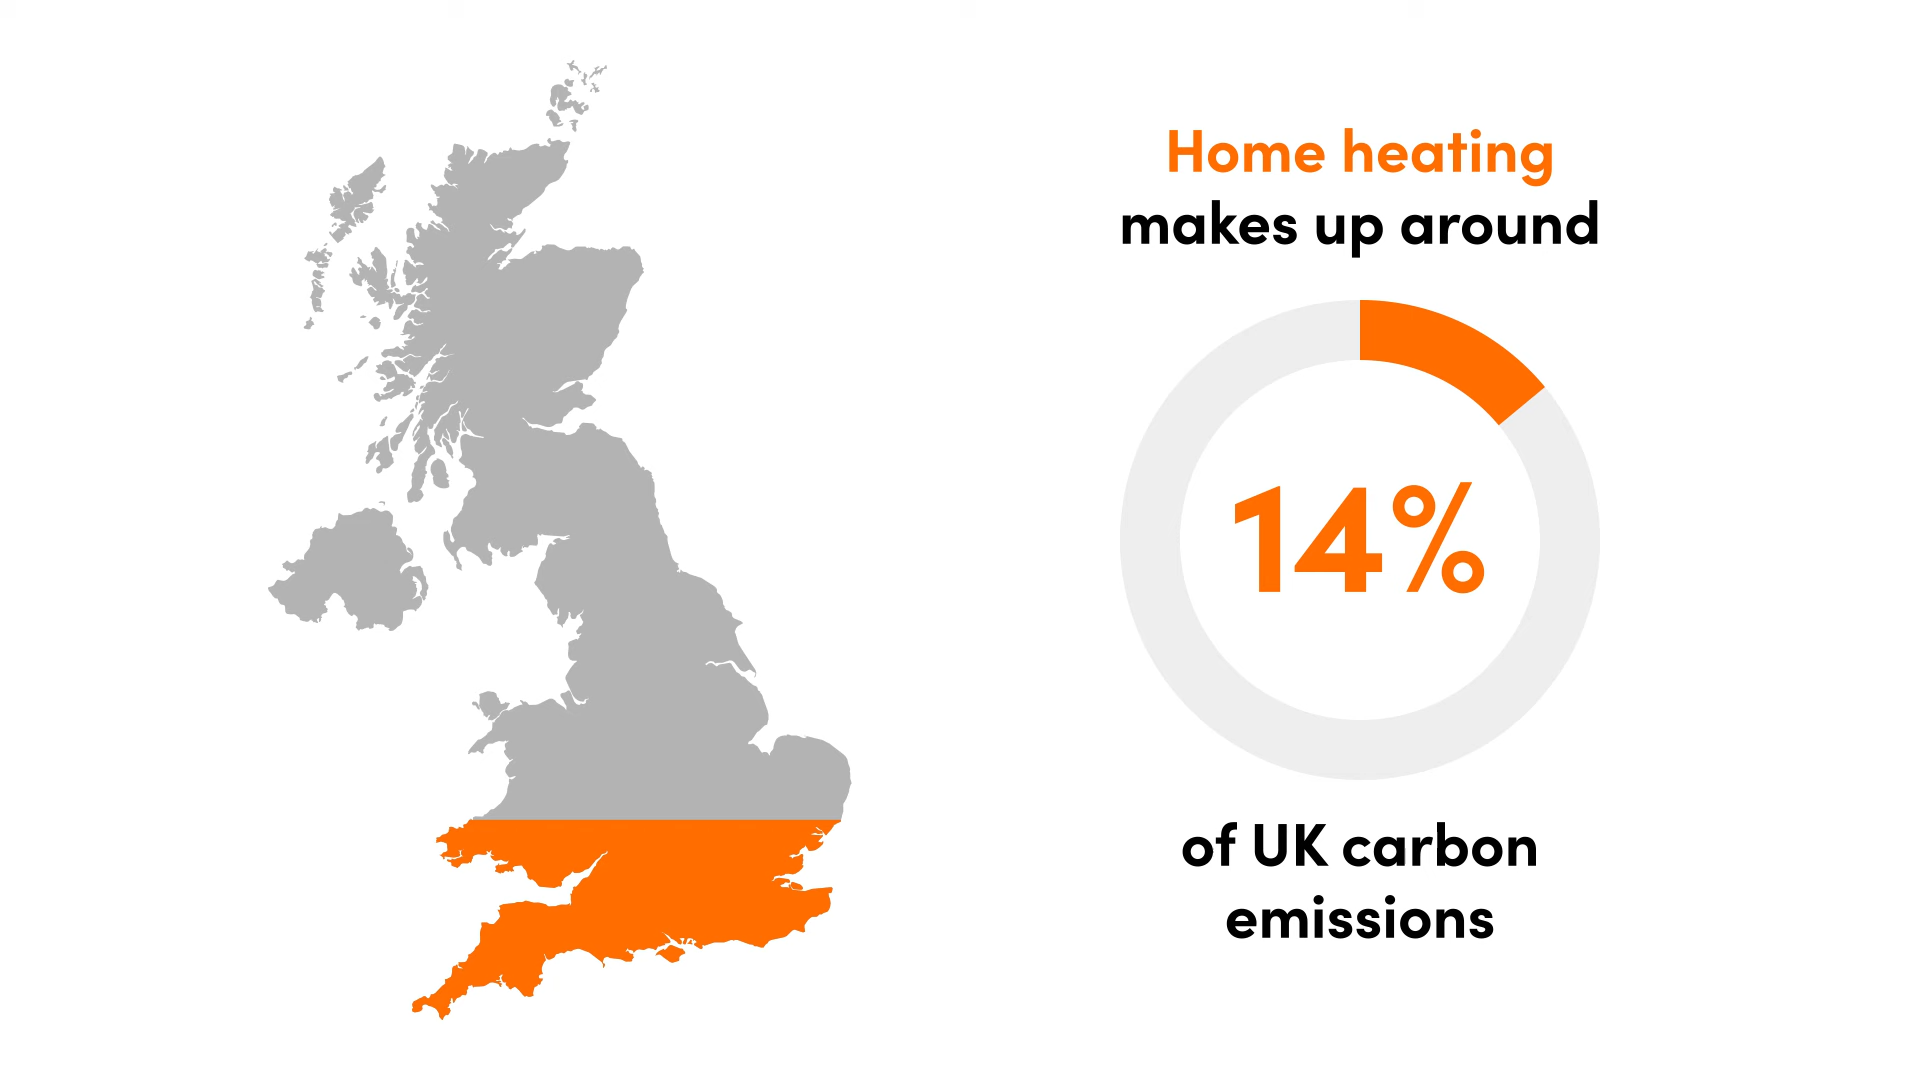 Home heating
makes up around
14%
of UK carbon
emissions